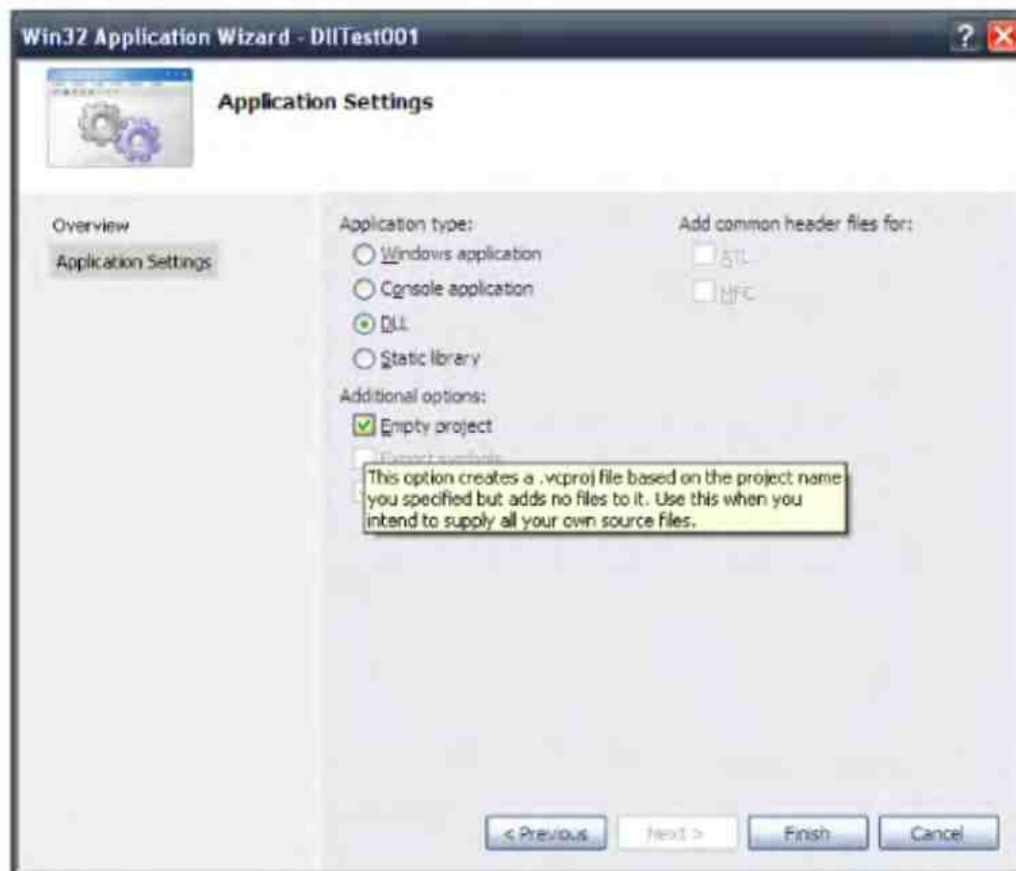 Win32 Application Wizard - DllTest001
Application Settings
Overview
Application Settings
Application type:
Windows application
Console application
DLL
Static library
Additional options:
Empty project
Export symbols
This option creates a .vcproj file based on the project name
you specified but adds no files to it. Use this when you
intend to supply all your own source files.
Add common header files for:
ATL
MFC
< Previous
Next >
Finish
Cancel